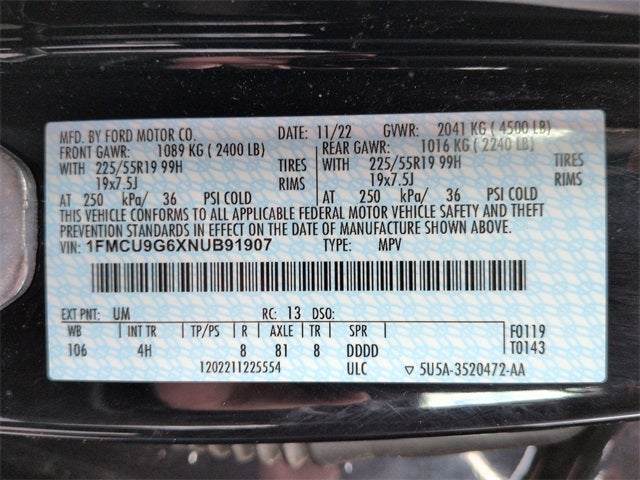 MFD. BY FORD MOTOR CO. DATE: 11/22 GVWR: 2041 KG ( 4500 LB)
FRONT GAWR: 1089 KG ( 2400 LB) REAR GAWR: 1016 KG ( 2240 LB)
WITH 225/55R19 99H TIRES WITH 225/55R19 99H TIRES
19x7.5J RIMS 19x7.5J RIMS
AT 250 kPa/ 36 PSI COLD AT 250 kPa/ 36 PSI COLD
THIS VEHICLE CONFORMS TO ALL APPLICABLE FEDERAL MOTOR VEHICLE SAFETY AND THEFT
PREVENTION STANDARDS IN EFFECT ON THE DATE OF MANUFACTURE SHOWN ABOVE.
VIN: 1FMCU9G6XNUB91907 TYPE: MPV
EXT PNT: UM RC: 13 DSO:
WB INT TR TP/PS R AXLE TR SPR F0119
106 4H 8 81 8 DDDD T0143
1202211225554 ULC ▽ 5U5A-3520472-AA